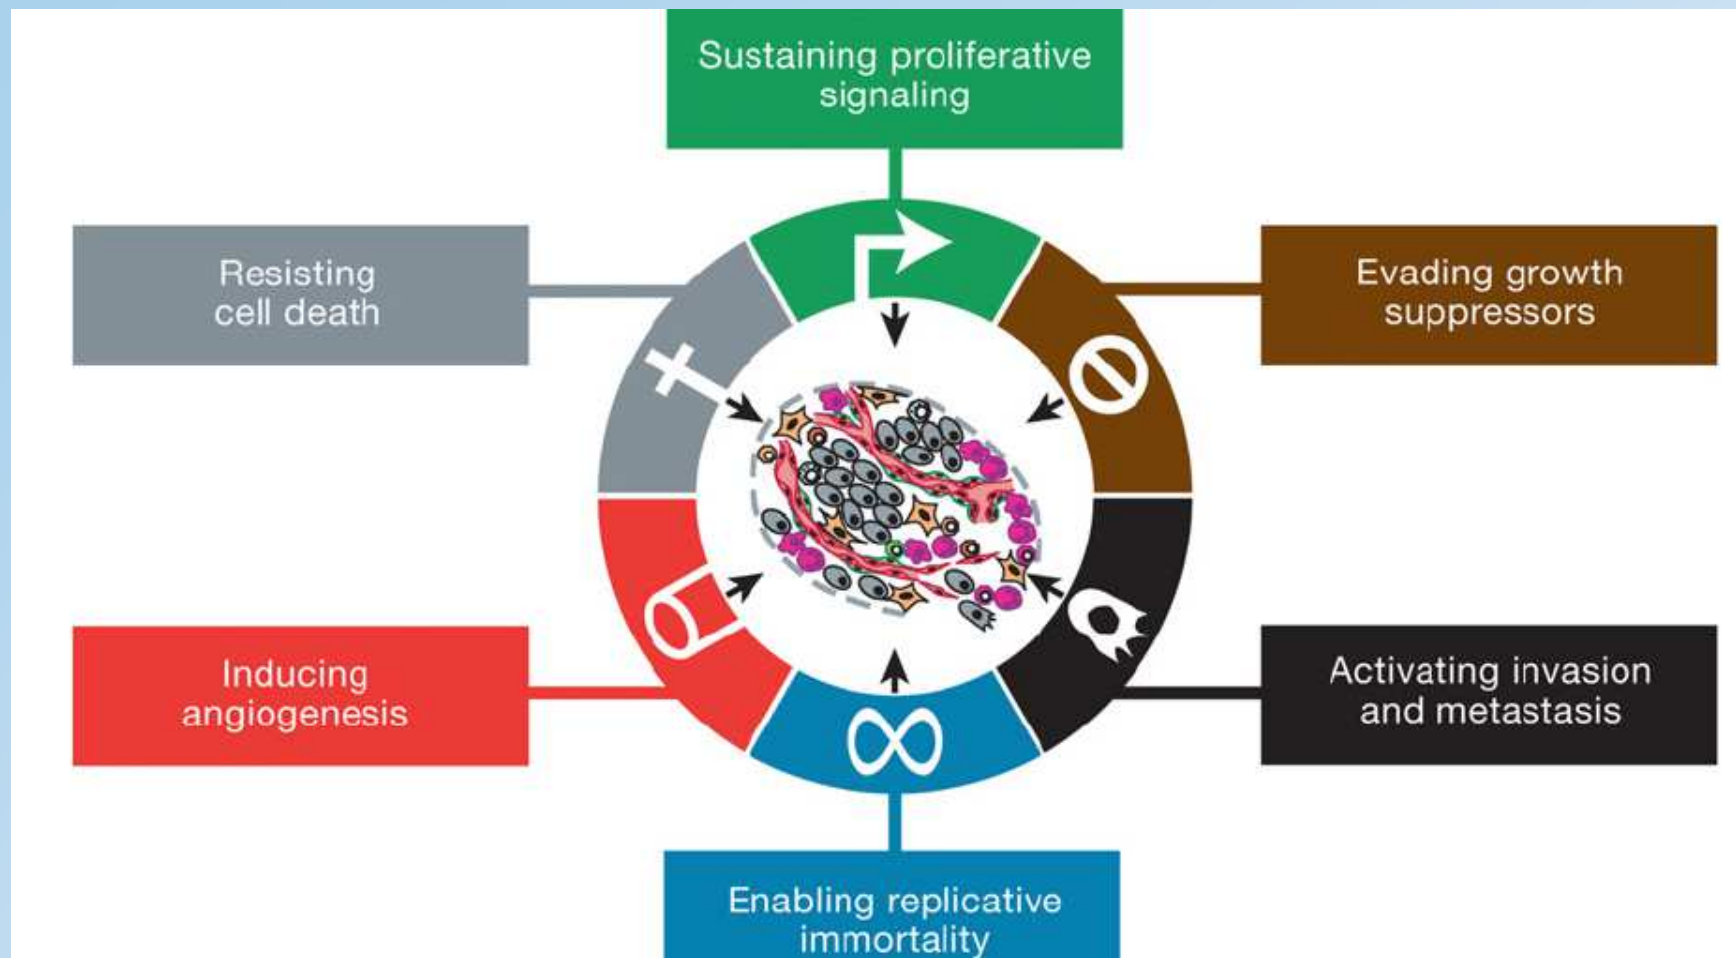 Sustaining proliferative
signaling
Resisting
cell death
Evading growth
suppressors
Inducing
angiogenesis
Activating invasion
and metastasis
Enabling replicative
immortality